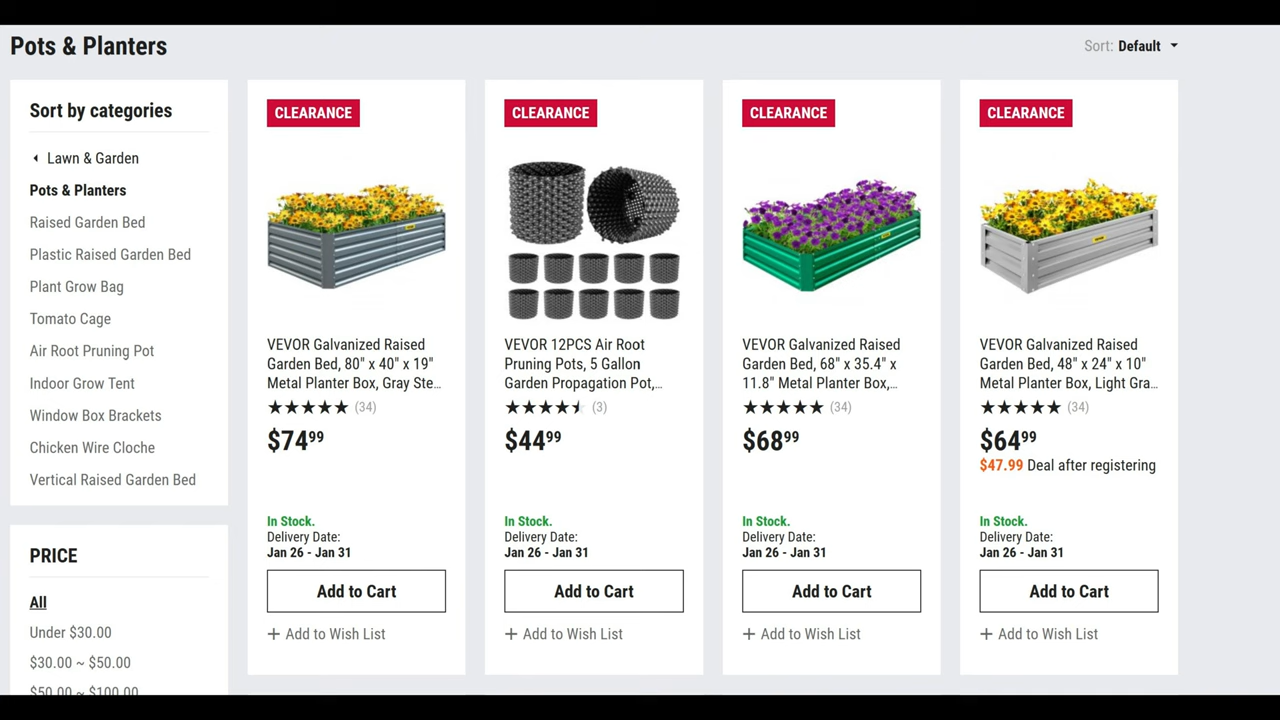 Pots & Planters
Sort: Default
Sort by categories
Lawn & Garden
Pots & Planters
Raised Garden Bed
Plastic Raised Garden Bed
Plant Grow Bag
Tomato Cage
Air Root Pruning Pot
Indoor Grow Tent
Window Box Brackets
Chicken Wire Cloche
Vertical Raised Garden Bed
PRICE
All
Under $30.00
$30.00 ~ $50.00
$50.00 ~ $100.00
CLEARANCE
VEVOR Galvanized Raised
Garden Bed, 80" x 40" x 19"
Metal Planter Box, Gray Ste...
(34)
$74.99
In Stock.
Delivery Date:
Jan 26 - Jan 31
Add to Cart
+ Add to Wish List
CLEARANCE
VEVOR 12PCS Air Root
Pruning Pots, 5 Gallon
Garden Propagation Pot,...
(3)
$44.99
In Stock.
Delivery Date:
Jan 26 - Jan 31
Add to Cart
+ Add to Wish List
CLEARANCE
VEVOR Galvanized Raised
Garden Bed, 68" x 35.4" x
11.8" Metal Planter Box,...
(34)
$68.99
In Stock.
Delivery Date:
Jan 26 - Jan 31
Add to Cart
+ Add to Wish List
CLEARANCE
VEVOR Galvanized Raised
Garden Bed, 48" x 24" x 10"
Metal Planter Box, Light Gra...
(34)
$64.99
$47.99 Deal after registering
In Stock.
Delivery Date:
Jan 26 - Jan 31
Add to Cart
+ Add to Wish List